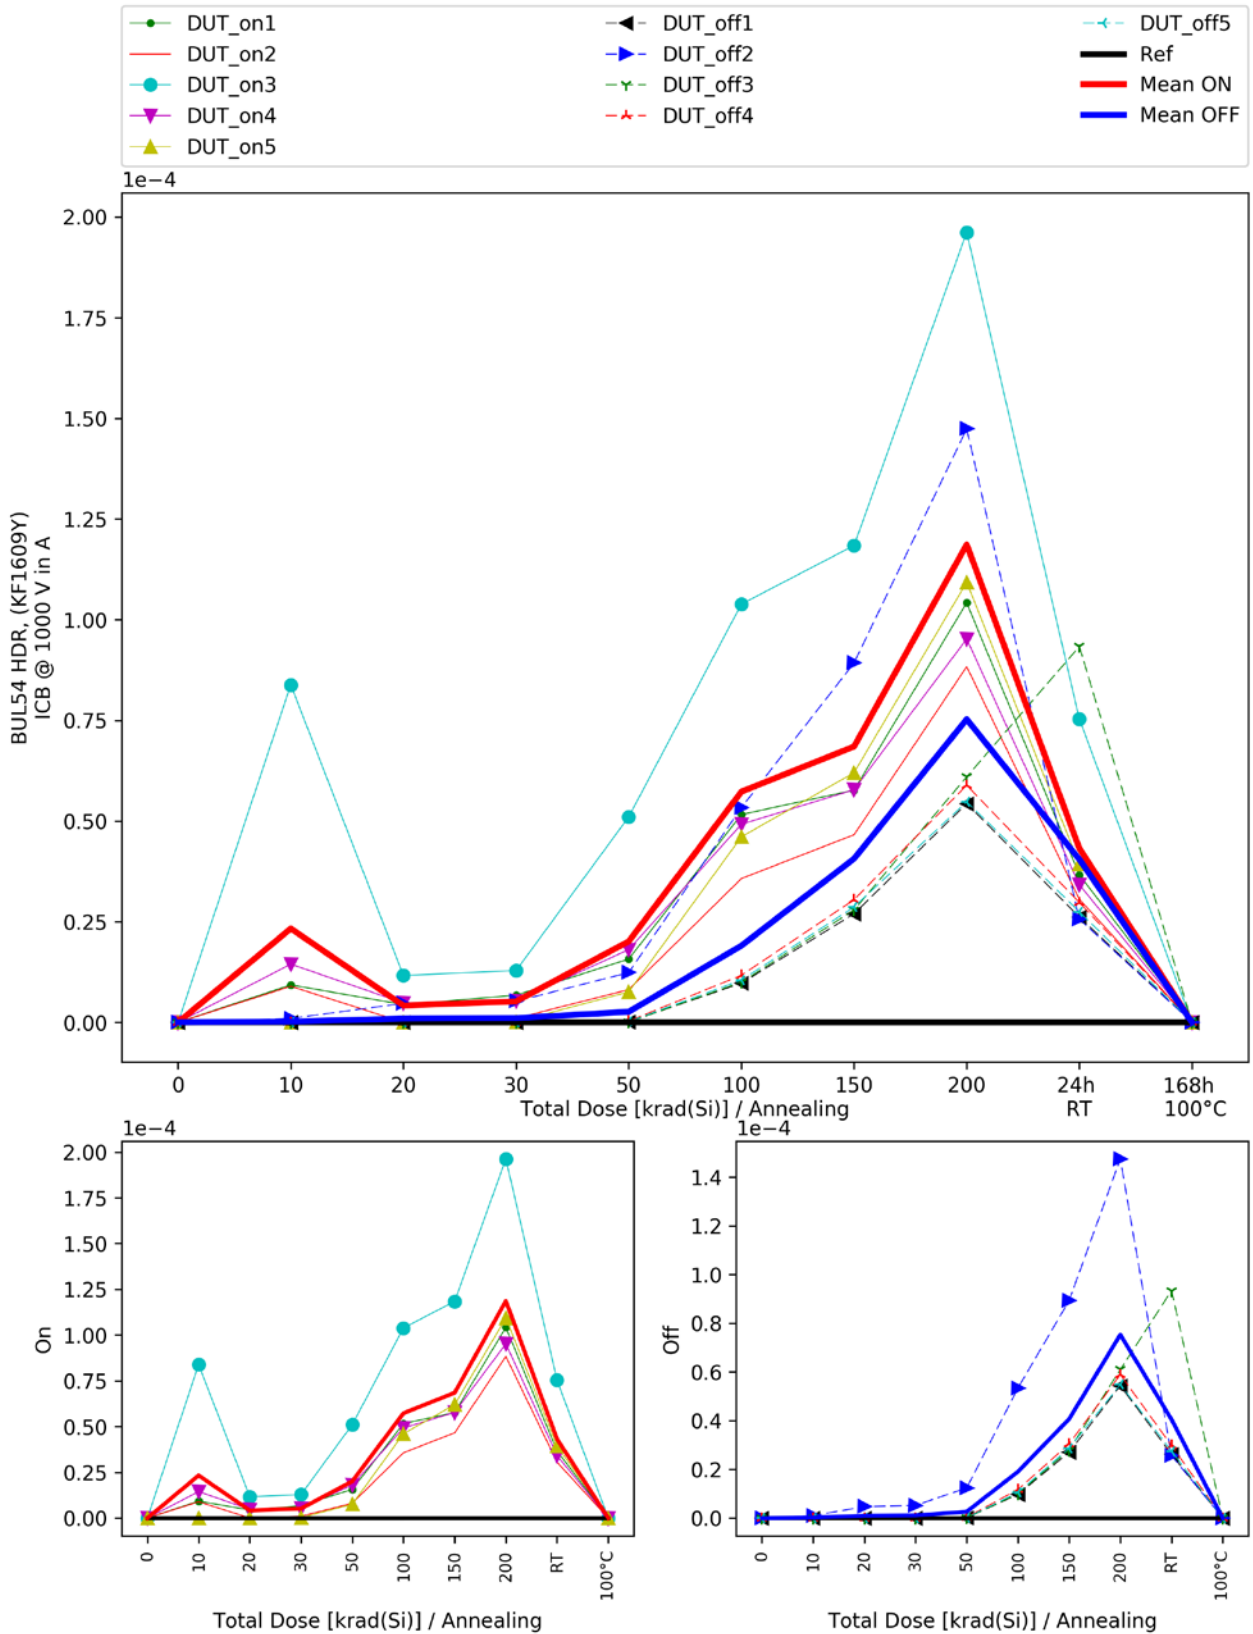 DUT_on1
DUT_on2
DUT_on3
DUT_on4
DUT_on5
DUT_off1
DUT_off2
DUT_off3
DUT_off4
DUT_off5
Ref
Mean ON
Mean OFF
1e−4
BUL54 HDR, (KF1609Y)
ICB @ 1000 V in A
2.00
1.75
1.50
1.25
1.00
0.75
0.50
0.25
0.00
0 10 20 30 50 100 150 200 24h 168h
RT 100°C
Total Dose [krad(Si)] / Annealing
1e−4
On
2.00
1.75
1.50
1.25
1.00
0.75
0.50
0.25
0.00
0 10 20 30 50 100 150 200 RT 100°C
Total Dose [krad(Si)] / Annealing
1e−4
Off
1.4
1.2
1.0
0.8
0.6
0.4
0.2
0.0
0 10 20 30 50 100 150 200 RT 100°C
Total Dose [krad(Si)] / Annealing